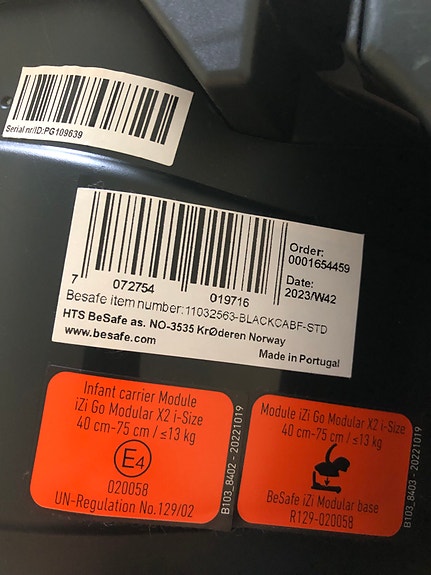 Serial nr/ID:PG109639
Order:
0001654459
Date:
2023/W42
7 072754 019716
Besafe item number:11032563-BLACKCABF-STD
HTS BeSafe as. NO-3535 KrØderen Norway
www.besafe.com
Made in Portugal
Infant carrier Module
iZi Go Modular X2 i-Size
40 cm-75 cm / ≤13 kg
E4
020058
UN-Regulation No.129/02
B103_8402 - 20221019
Module iZi Go Modular X2 i-Size
40 cm-75 cm / ≤13 kg
BeSafe iZi Modular base
R129-020058
B103_8403 - 20221019